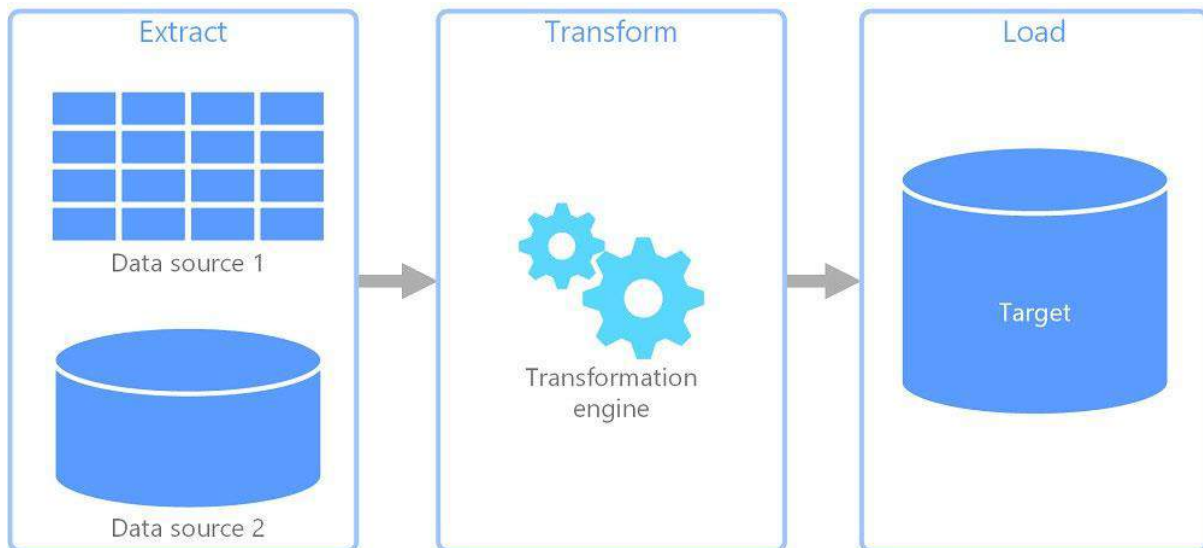 Extract
Data source 1
Data source 2
Transform
Transformation
engine
Load
Target